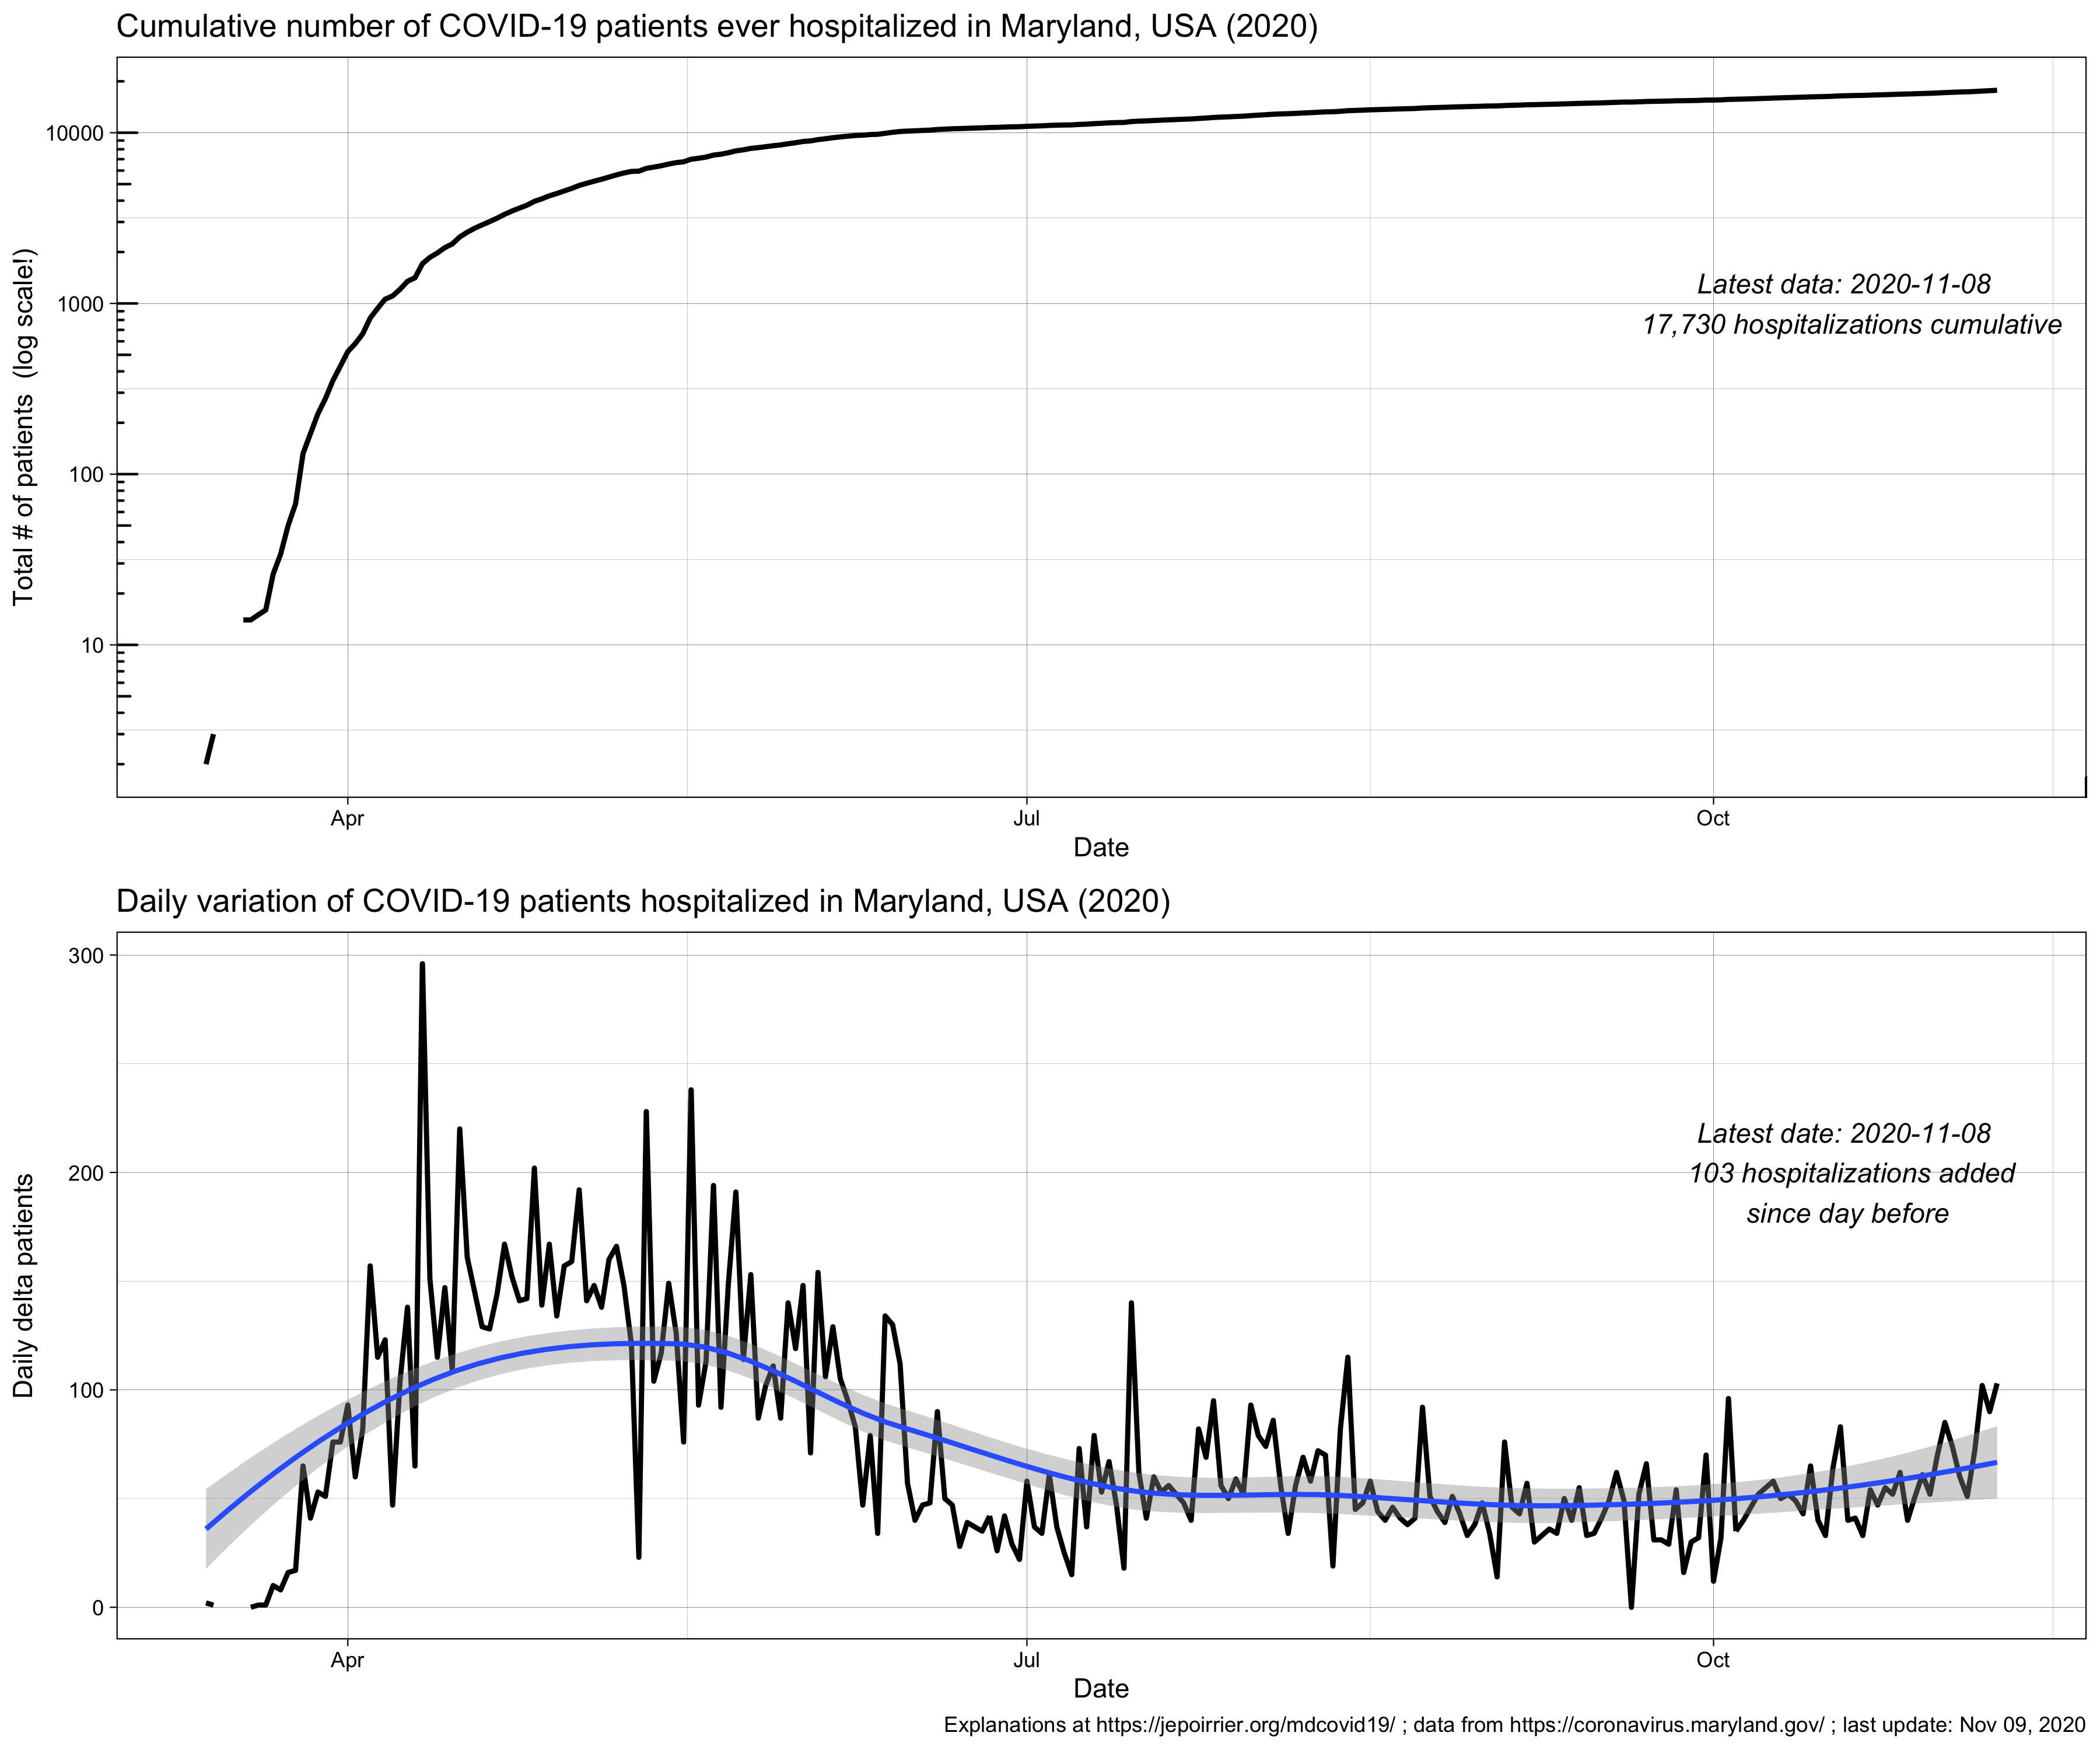 Cumulative number of COVID-19 patients ever hospitalized in Maryland, USA (2020)
Total # of patients  (log scale!)
10000
1000
100
10
Latest data: 2020-11-08
17,730 hospitalizations cumulative
Apr
Jul
Oct
Date
Daily variation of COVID-19 patients hospitalized in Maryland, USA (2020)
Daily delta patients
300
200
100
0
Latest date: 2020-11-08
103 hospitalizations added
since day before
Apr
Jul
Oct
Date
Explanations at https://jepoirrier.org/mdcovid19/ ; data from https://coronavirus.maryland.gov/ ; last update: Nov 09, 2020